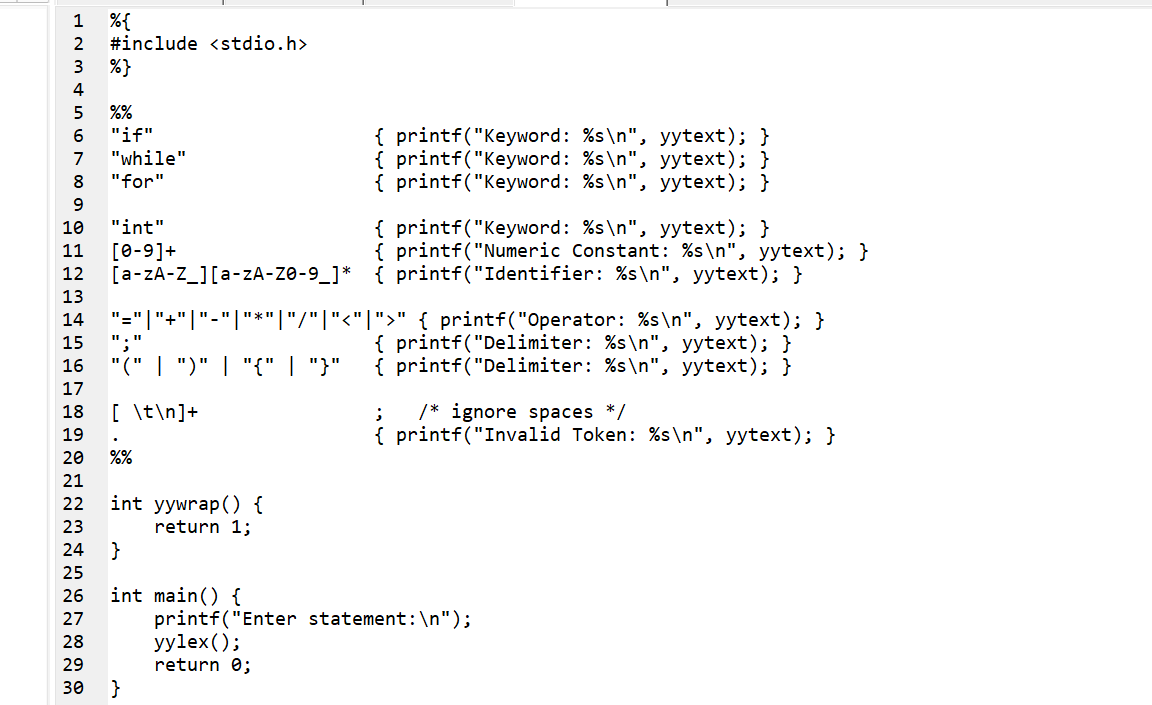 1 %{
2 #include <stdio.h>
3 %}
4
5 %%
6 "if"                    { printf("Keyword: %s\n", yytext); }
7 "while"                 { printf("Keyword: %s\n", yytext); }
8 "for"                   { printf("Keyword: %s\n", yytext); }
9
10 "int"                   { printf("Keyword: %s\n", yytext); }
11 [0-9]+                  { printf("Numeric Constant: %s\n", yytext); }
12 [a-zA-Z_][a-zA-Z0-9_]*  { printf("Identifier: %s\n", yytext); }
13
14 "="|"+"|"-"|"*"|"/"|"<"|">" { printf("Operator: %s\n", yytext); }
15 ";"                     { printf("Delimiter: %s\n", yytext); }
16 "(" | ")" | "{" | "}"   { printf("Delimiter: %s\n", yytext); }
17
18 [ \t\n]+                ;   /* ignore spaces */
19 .                       { printf("Invalid Token: %s\n", yytext); }
20 %%
21
22 int yywrap() {
23     return 1;
24 }
25
26 int main() {
27     printf("Enter statement:\n");
28     yylex();
29     return 0;
30 }